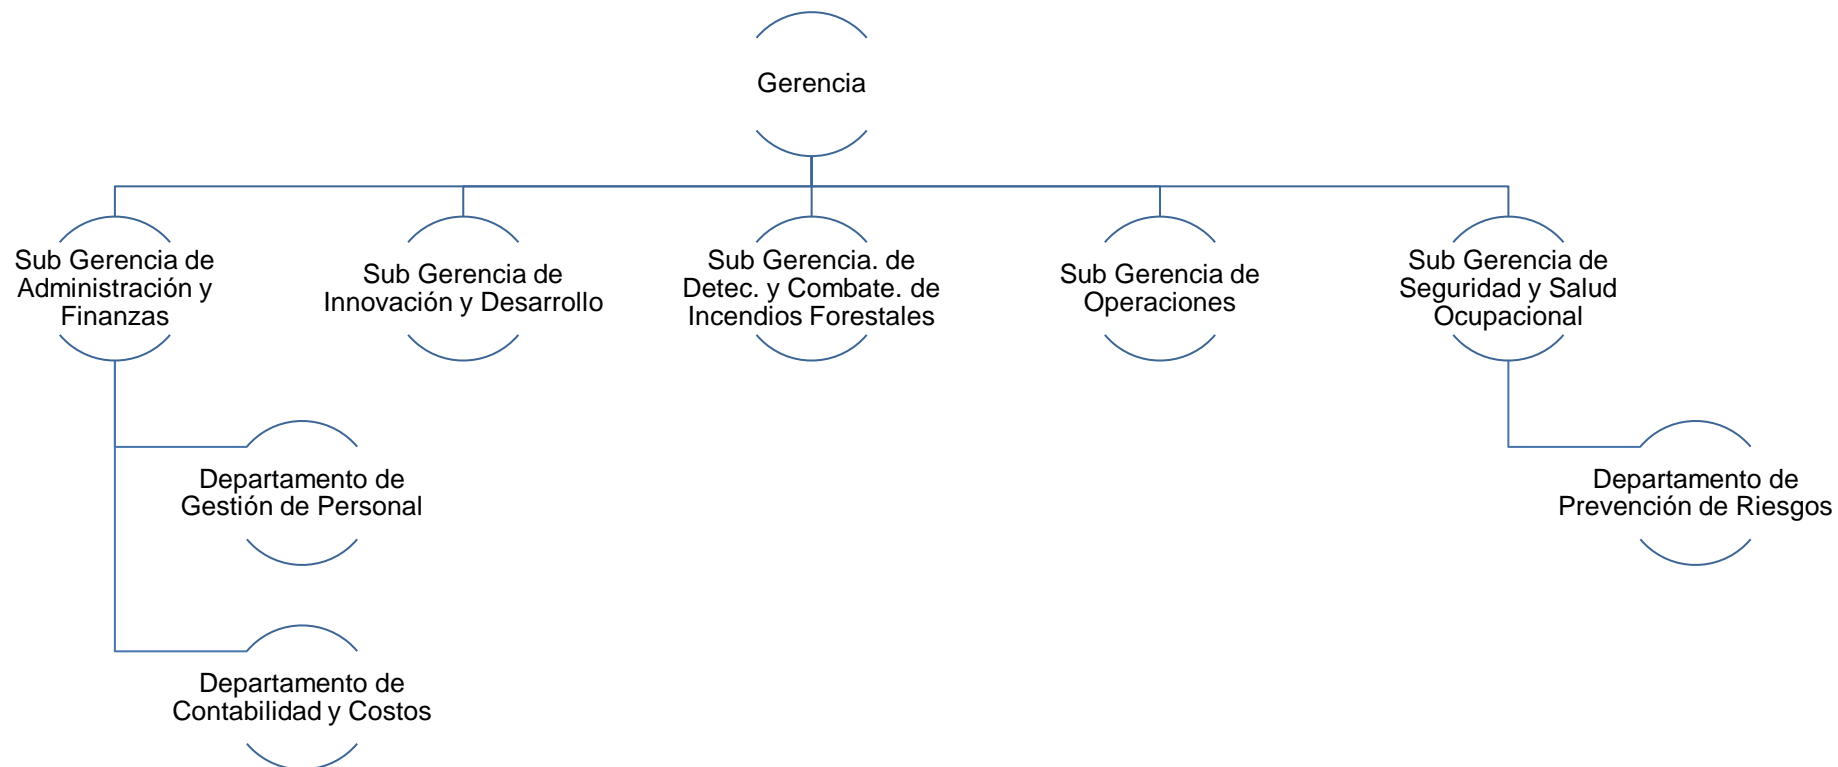 Gerencia
Sub Gerencia de
Administración y
Finanzas
Sub Gerencia de
Innovación y Desarrollo
Sub Gerencia. de
Detec. y Combate. de
Incendios Forestales
Sub Gerencia de
Operaciones
Sub Gerencia de
Seguridad y Salud
Ocupacional
Departamento de
Gestión de Personal
Departamento de
Prevención de Riesgos
Departamento de
Contabilidad y Costos